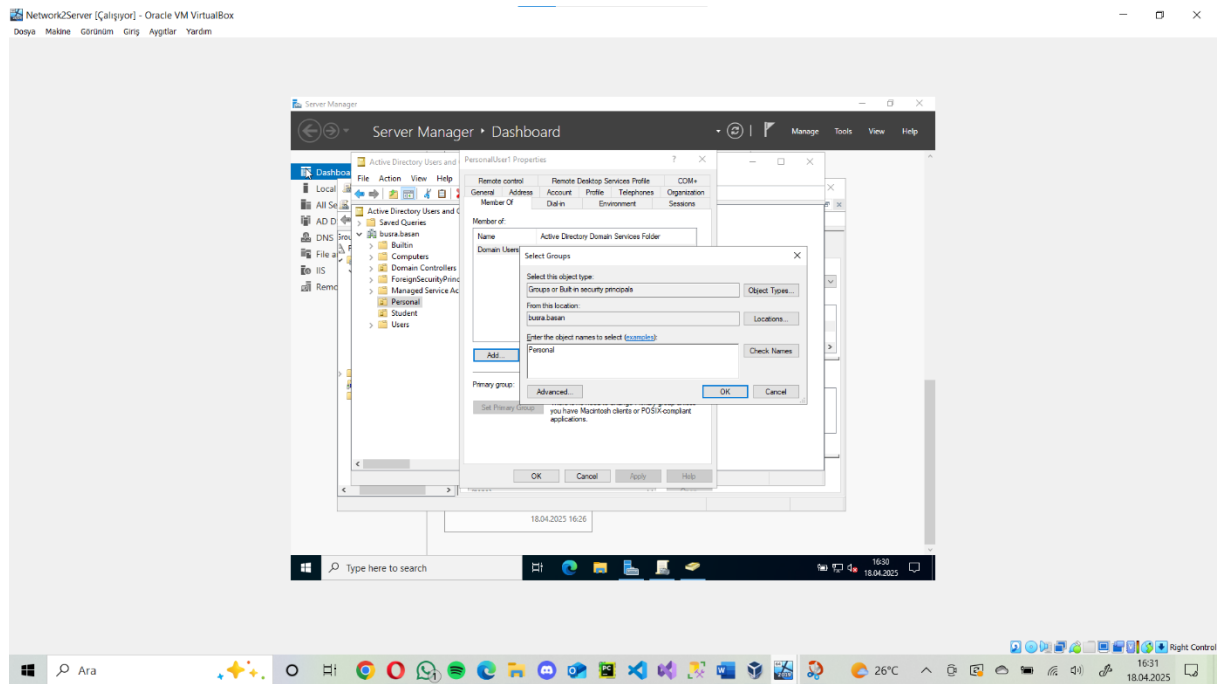 Network2Server [Çalışıyor] - Oracle VM VirtualBox
Dosya Makine Görünüm Giriş Aygıtlar Yardım
Server Manager
Server Manager • Dashboard
Manage Tools View Help
Dashboa
Local
All Se
AD D
DNS
File a
IIS
Remo
Active Directory Users and
File Action View Help
Active Directory Users and C
Saved Queries
busra.basan
Builtin
Computers
Domain Controllers
ForeignSecurityPrinc
Managed Service Ac
Personal
Student
Users
PersonalUser1 Properties
Remote control Remote Desktop Services Profile COM+
General Address Account Profile Telephones Organization
Member Of Dial-in Environment Sessions
Member of:
Name Active Directory Domain Services Folder
Domain Users
Add...
Primary group:
Set Primary Group
you have Macintosh clients or POSIX-compliant
applications.
OK Cancel Apply Help
Select Groups
Select this object type:
Groups or Built-in security principals
Object Types...
From this location:
busra.basan
Locations...
Enter the object names to select (examples):
Personal
Check Names
Advanced...
OK Cancel
18.04.2025 16:26
Type here to search
16:30
18.04.2025
Right Control
Ara
26°C
16:31
18.04.2025